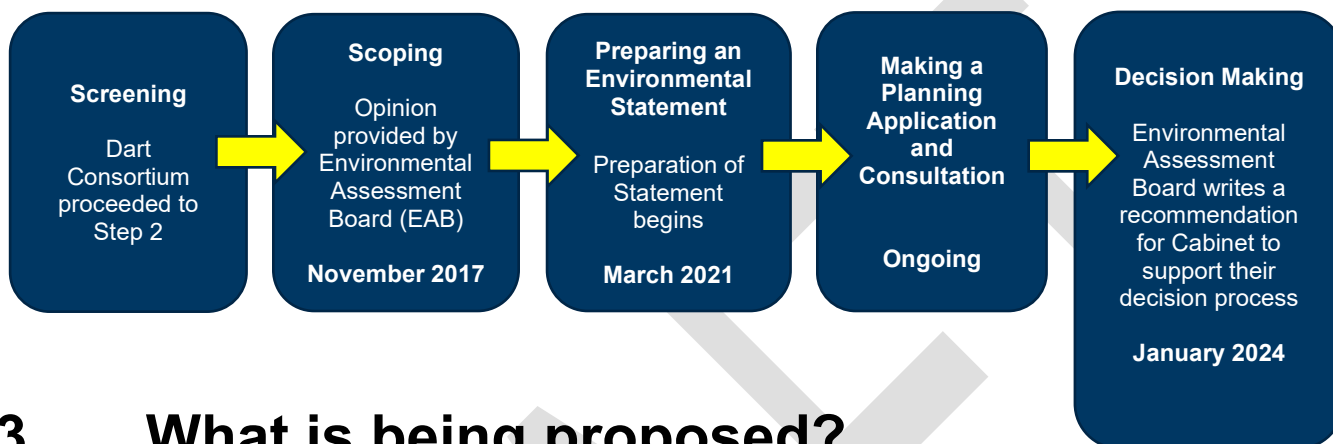 Screening
Dart
Consortium
proceeded to
Step 2
Scoping
Opinion
provided by
Environmental
Assessment
Board (EAB)
November 2017
Preparing an
Environmental
Statement
Preparation of
Statement
begins
March 2021
Making a
Planning
Application
and
Consultation
Ongoing
Decision Making
Environmental
Assessment
Board writes a
recommendation
for Cabinet to
support their
decision process
January 2024
3 What is being proposed?